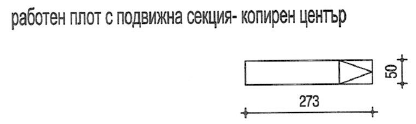 работен плот с подвижна секция- копирен център
50
273